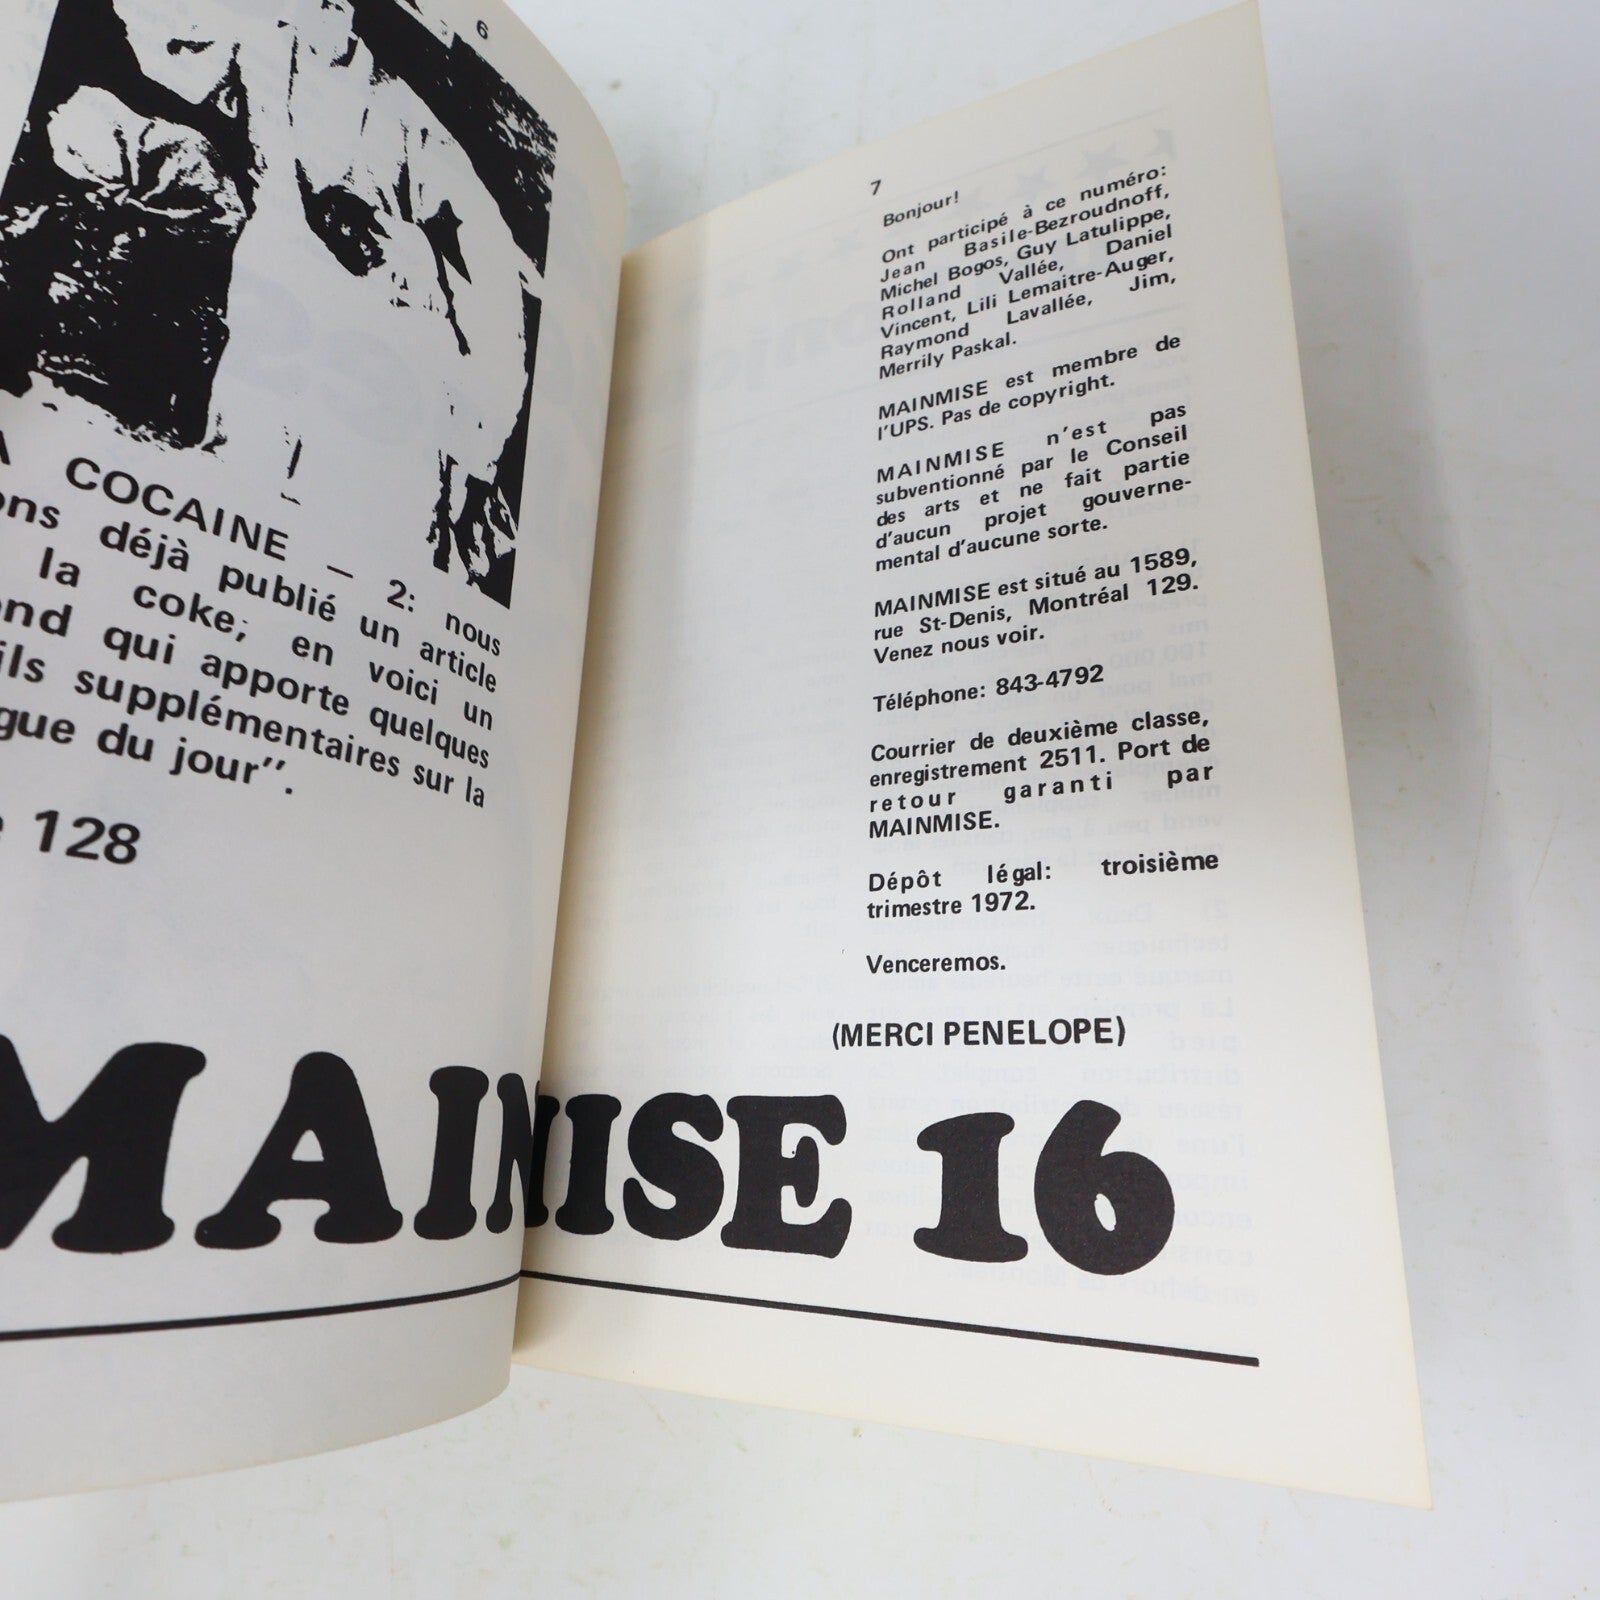 6
COCAINE – 2: nous
déjà publié un article
la coke; en voici un
qui apporte quelques
supplémentaires sur la
du jour".
128
7
Bonjour!
Ont participé à ce numéro:
Jean Basile-Bezroudnoff,
Michel Bogos, Guy Latulippe,
Rolland Vallée, Daniel
Vincent, Lili Lemaitre-Auger,
Raymond Lavallée, Jim,
Merrily Paskal.
MAINMISE est membre de
l'UPS. Pas de copyright.
MAINMISE n'est pas
subventionné par le Conseil
des arts et ne fait partie
d'aucun projet gouverne-
mental d'aucune sorte.
MAINMISE est situé au 1589,
rue St-Denis, Montréal 129.
Venez nous voir.
Téléphone: 843-4792
Courrier de deuxième classe,
enregistrement 2511. Port de
retour garanti par
MAINMISE.
Dépôt légal: troisième
trimestre 1972.
Venceremos.
(MERCI PENELOPE)
MAINMISE 16